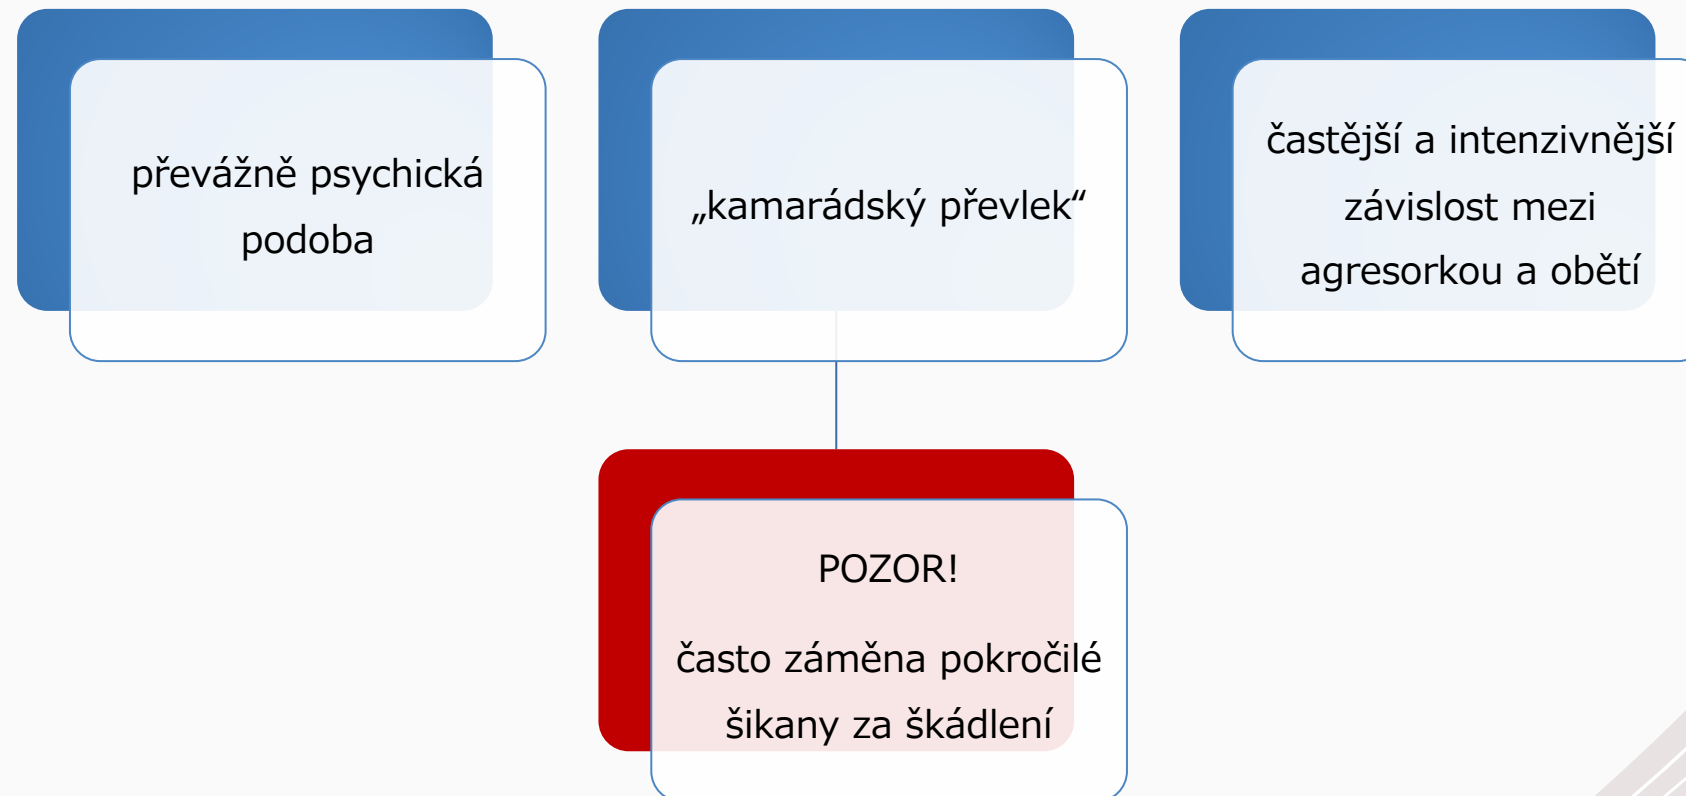 převážně psychická
podoba
„kamarádský převlek“
častější a intenzivnější
závislost mezi
agresorkou a obětí
POZOR!
často záměna pokročilé
šikany za škádlení